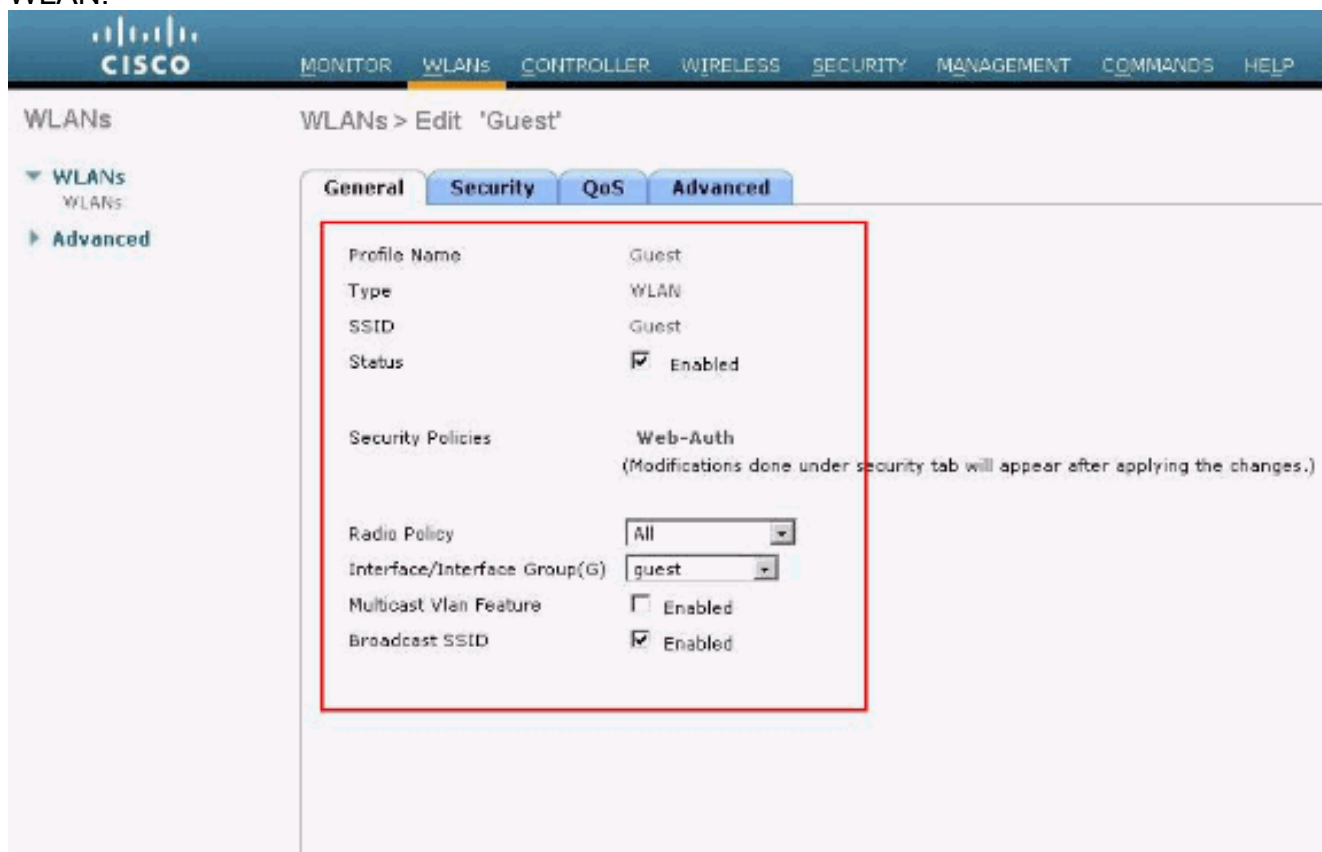 WLAN:
CISCO
MONITOR WLANs CONTROLLER WIRELESS SECURITY MANAGEMENT COMMANDS HELP
WLANs
WLANs > Edit 'Guest'
WLANs
WLANs
Advanced
General Security QoS Advanced
Profile Name Guest
Type WLAN
SSID Guest
Status Enabled
Security Policies Web-Auth
(Modifications done under security tab will appear after applying the changes.)
Radio Policy All
Interface/Interface Group(G) guest
Multicast Vlan Feature Enabled
Broadcast SSID Enabled